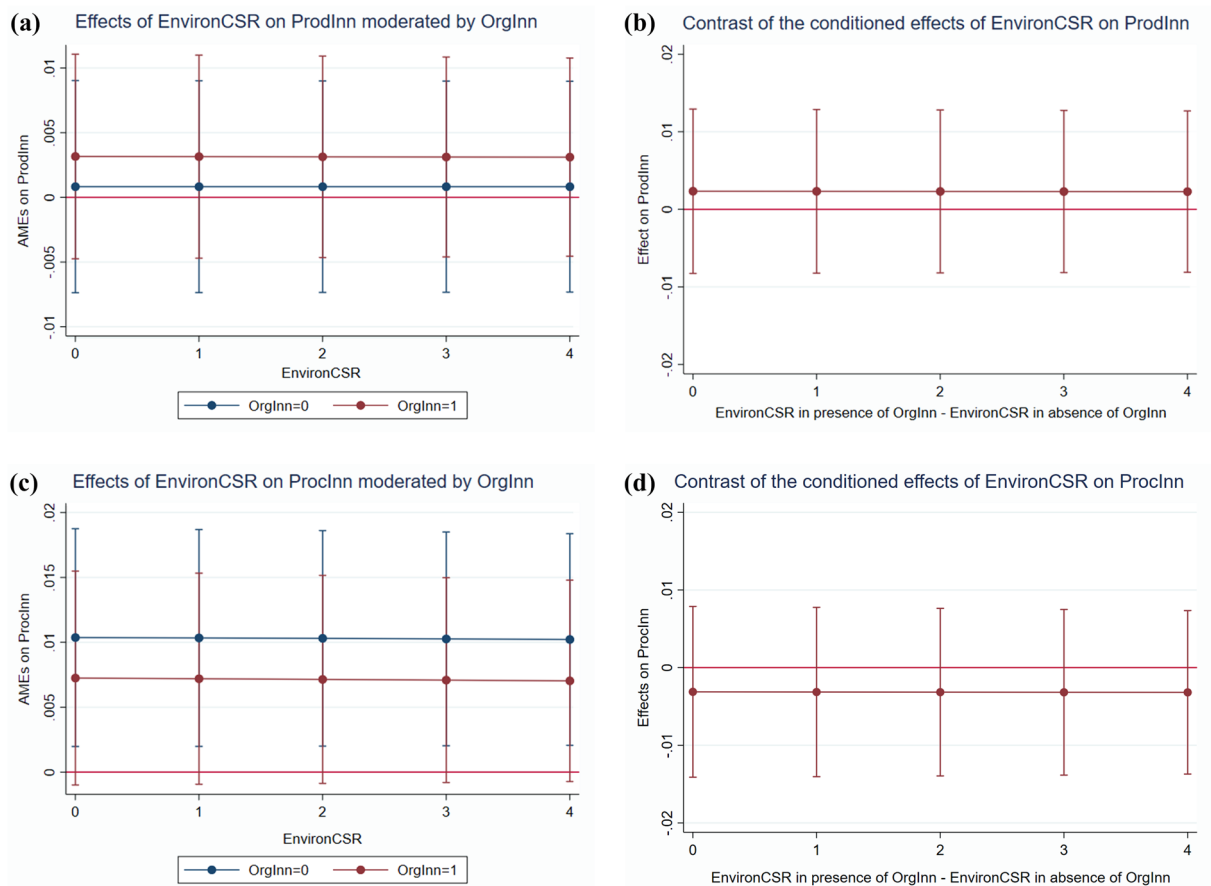 (a)
Effects of EnvironCSR on ProdInn moderated by OrgInn
AMEs on ProdInn
.01
.005
0
-.005
-.01
0 1 2 3 4
EnvironCSR
OrgInn=0 OrgInn=1
(b)
Contrast of the conditioned effects of EnvironCSR on ProdInn
Effect on ProdInn
.02
.01
0
-.01
-.02
0 1 2 3 4
EnvironCSR in presence of OrgInn - EnvironCSR in absence of OrgInn
(c)
Effects of EnvironCSR on ProcInn moderated by OrgInn
AMEs on ProcInn
.02
.015
.01
.005
0
0 1 2 3 4
EnvironCSR
OrgInn=0 OrgInn=1
(d)
Contrast of the conditioned effects of EnvironCSR on ProcInn
Effects on ProcInn
.02
.01
0
-.01
-.02
0 1 2 3 4
EnvironCSR in presence of OrgInn - EnvironCSR in absence of OrgInn